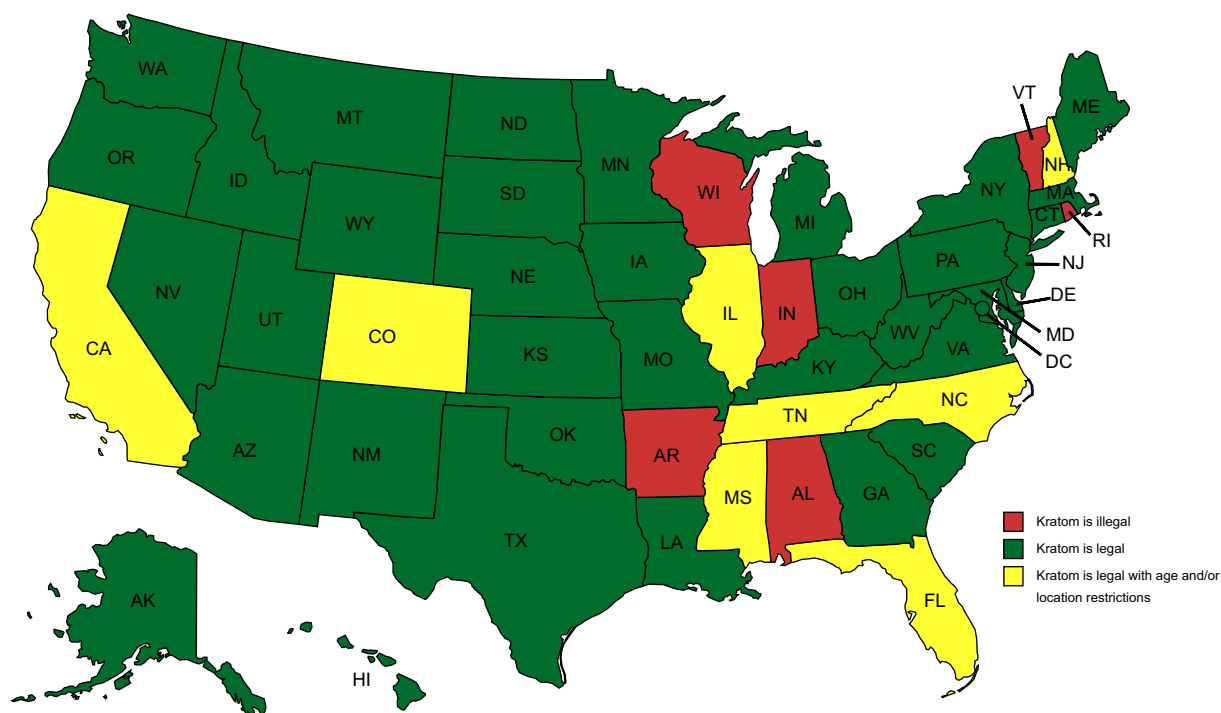 WA
MT
ND
MN
OR
ID
SD
WI
WY
MI
VT
ME
NH
NY
MA
CT
RI
NV
UT
CO
NE
IA
IL
IN
OH
PA
NJ
DE
MD
DC
CA
KS
MO
KY
WV
VA
AZ
NM
OK
AR
TN
NC
SC
MS
AL
GA
TX
LA
FL
AK
HI
Kratom is illegal
Kratom is legal
Kratom is legal with age and/or
location restrictions